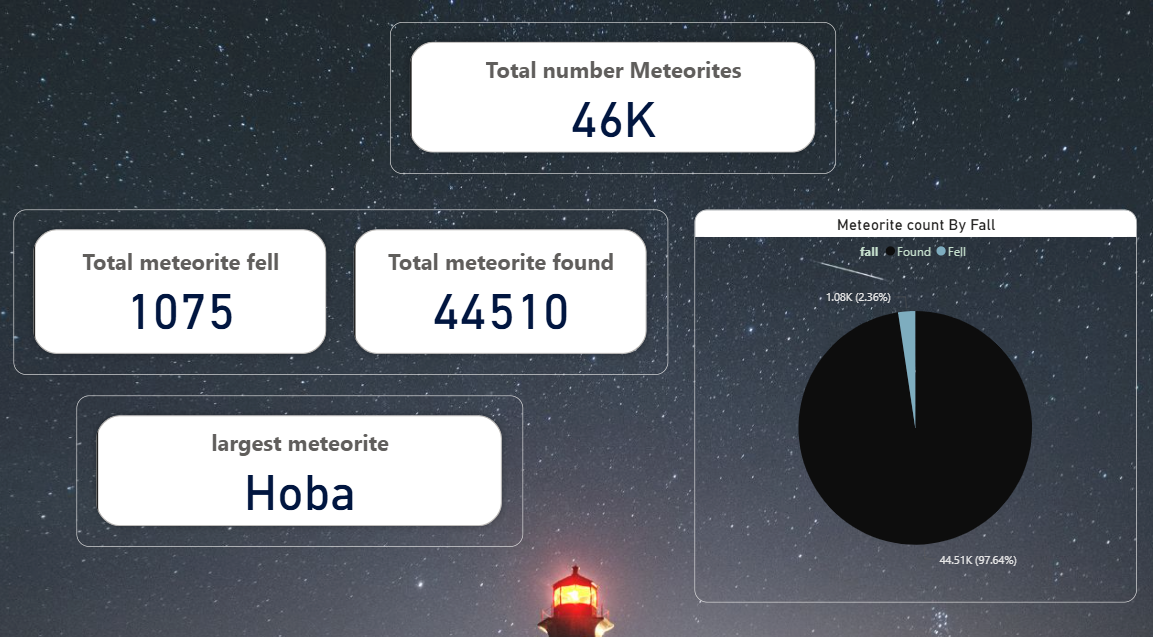 Total number Meteorites
46K
Total meteorite fell
1075
Total meteorite found
44510
largest meteorite
Hoba
Meteorite count By Fall
fall Found Fell
1.08K (2.36%)
44.51K (97.64%)